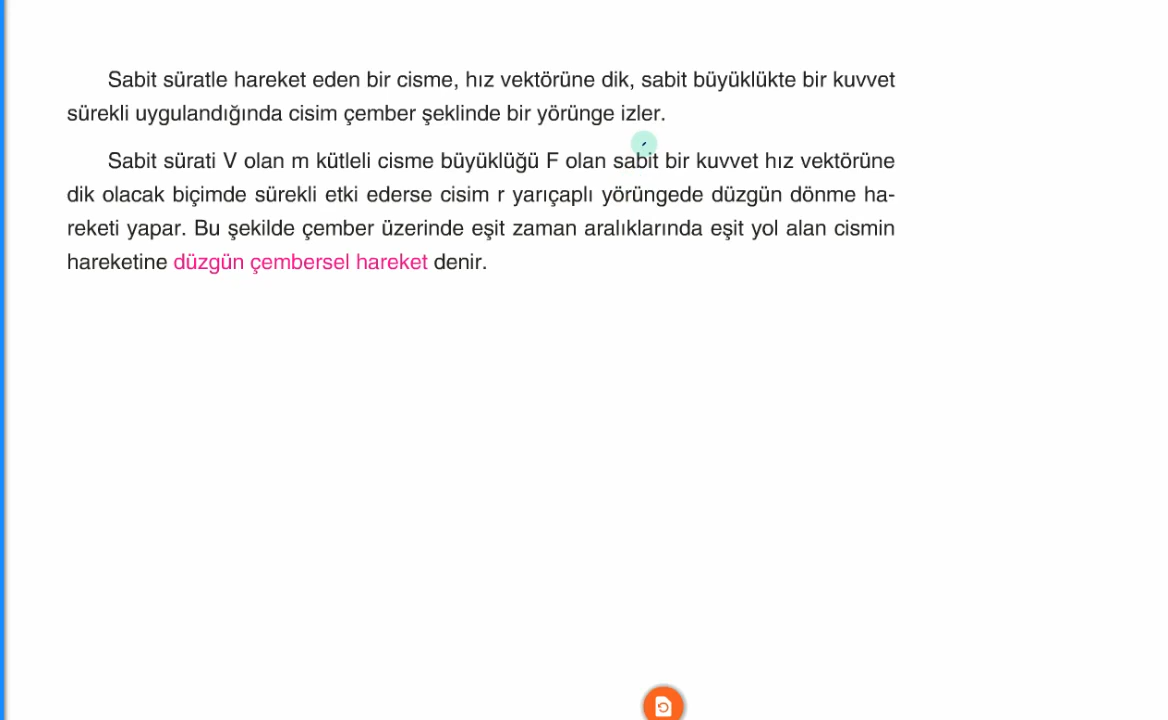 Sabit süratle hareket eden bir cisme, hız vektörüne dik, sabit büyüklükte bir kuvvet
sürekli uygulandığında cisim çember şeklinde bir yörünge izler.
Sabit sürati V olan m kütleli cisme büyüklüğü F olan sabit bir kuvvet hız vektörüne
dik olacak biçimde sürekli etki ederse cisim r yarıçaplı yörüngede düzgün dönme ha-
reketi yapar. Bu şekilde çember üzerinde eşit zaman aralıklarında eşit yol alan cismin
hareketine düzgün çembersel hareket denir.